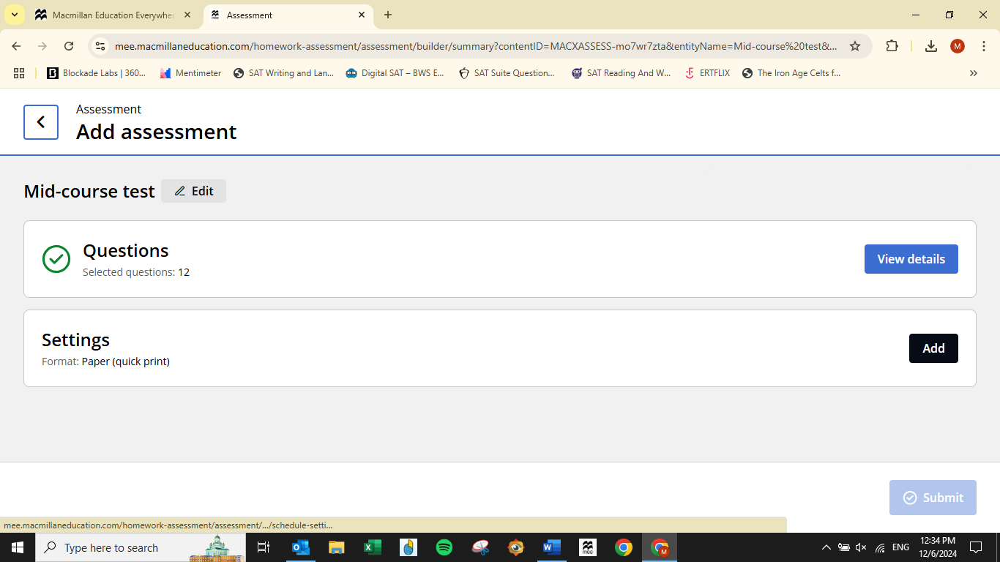 Macmillan Education Everywher
Assessment
mee.macmillaneducation.com/homework-assessment/assessment/builder/summary?contentID=MACXASSESS-mo7wr7zta&entityName=Mid-course%20test&...
M
Blockade Labs | 360...
Mentimeter
SAT Writing and Lan...
Digital SAT – BWS E...
SAT Suite Question...
SAT Reading And W...
ERTFLIX
The Iron Age Celts f...
Assessment
Add assessment
Mid-course test
Edit
Questions
Selected questions: 12
View details
Settings
Format: Paper (quick print)
Add
Submit
mee.macmillaneducation.com/homework-assessment/assessment/.../schedule-setti...
Type here to search
mee
ENG
12:34 PM
12/6/2024